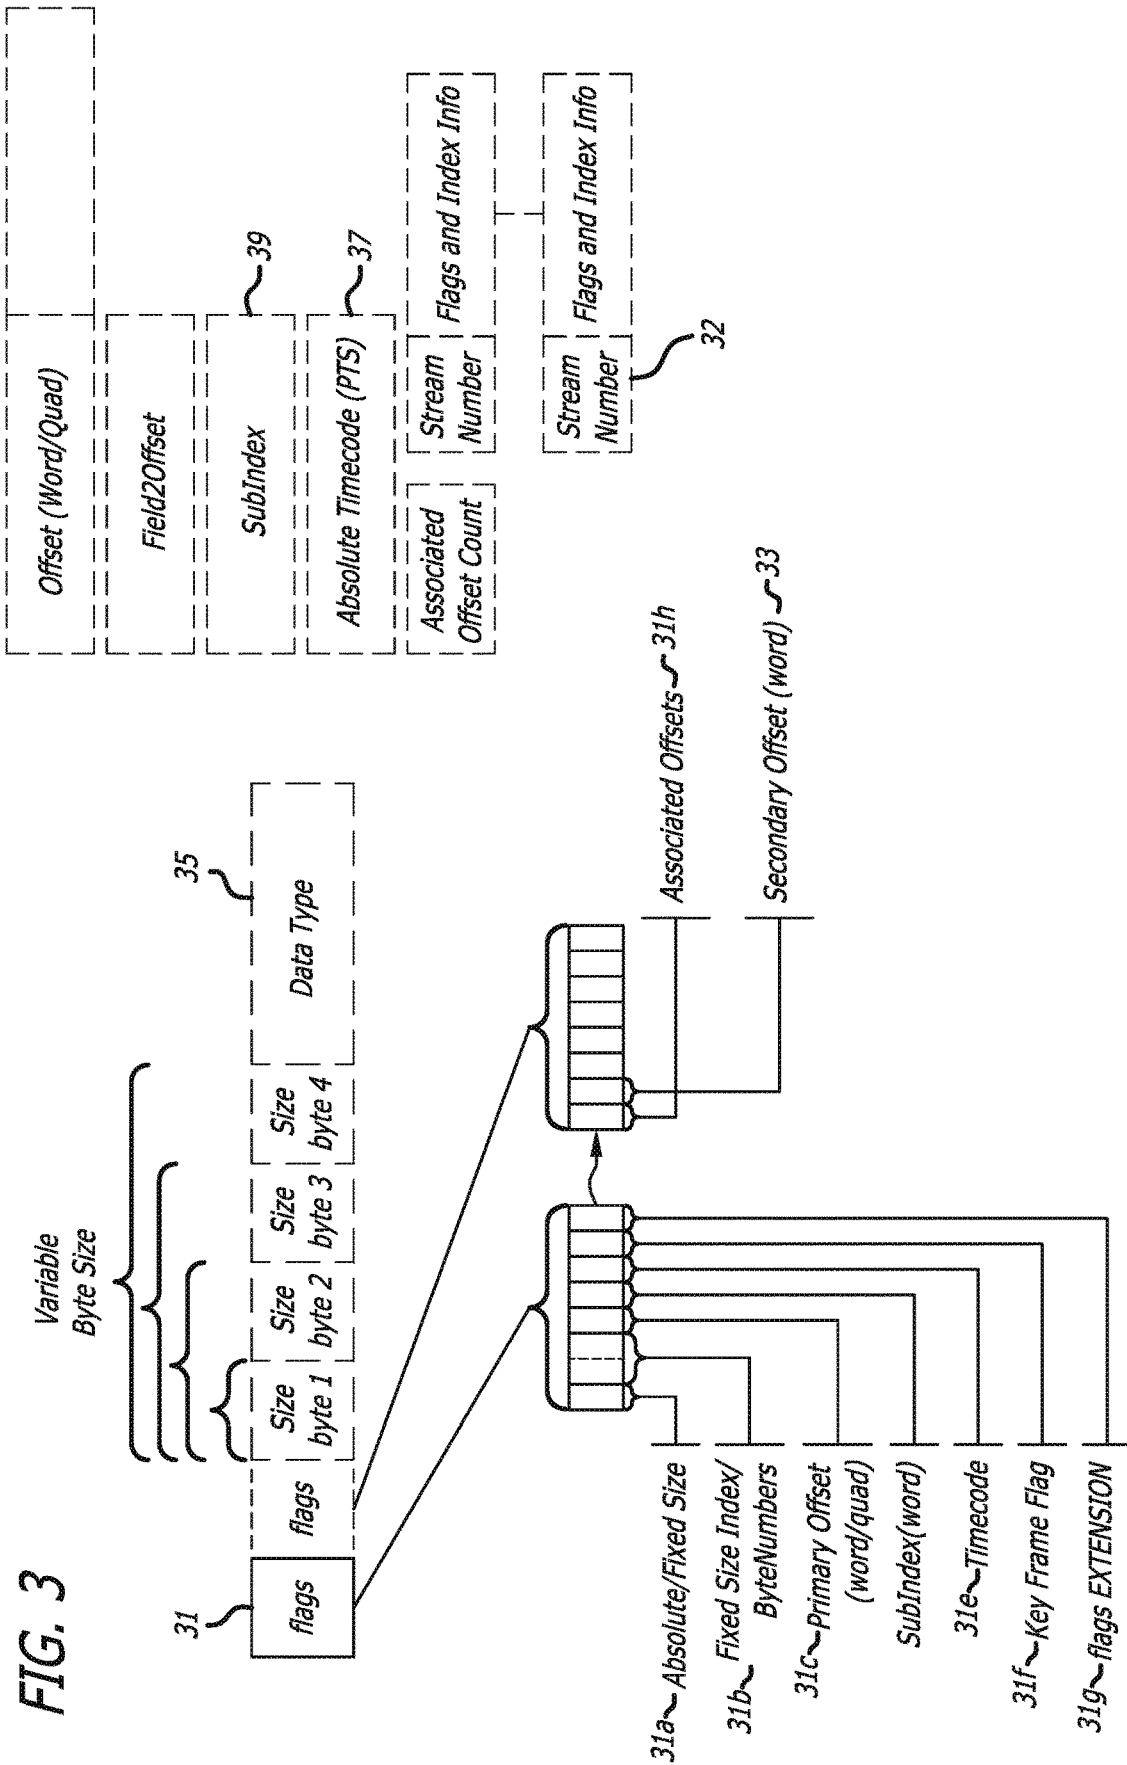 FIG. 3
Variable
Byte Size
31
35
flags
flags
Size
byte 1
Size
byte 2
Size
byte 3
Size
byte 4
Data Type
Offset (Word/Quad)
Field2Offset
SubIndex
39
Absolute Timecode (PTS)
37
Associated
Offset Count
Stream
Number
Flags and Index Info
Stream
Number
Flags and Index Info
32
31a Absolute/Fixed Size
31b Fixed Size Index/
ByteNumbers
31c Primary Offset
(word/quad)
SubIndex(word)
31e Timecode
31f Key Frame Flag
31g flags EXTENSION
Associated Offsets 31h
Secondary Offset (word) 33